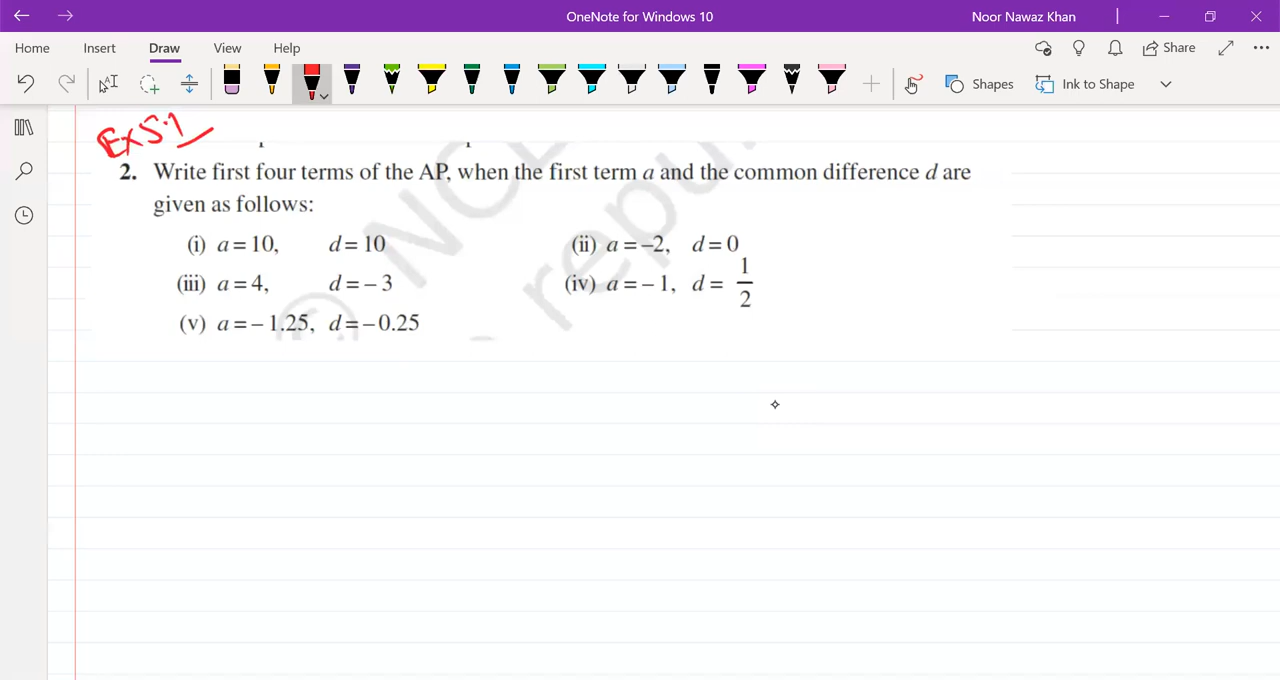 OneNote for Windows 10
Noor Nawaz Khan
Home Insert Draw View Help
Share
Shapes
Ink to Shape
Ex 5.1
2. Write first four terms of the AP, when the first term a and the common difference d are
given as follows:
(i) a = 10, d = 10 (ii) a = –2, d = 0
(iii) a = 4, d = – 3 (iv) a = – 1, d = 1/2
(v) a = – 1.25, d = – 0.25